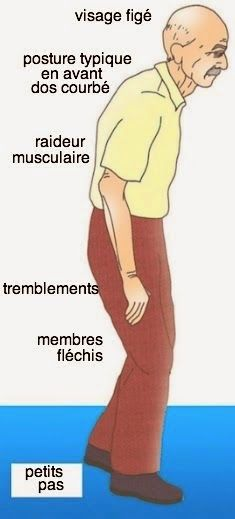 visage figé
posture typique
en avant
dos courbé
raideur
musculaire
tremblements
membres
fléchis
petits
pas